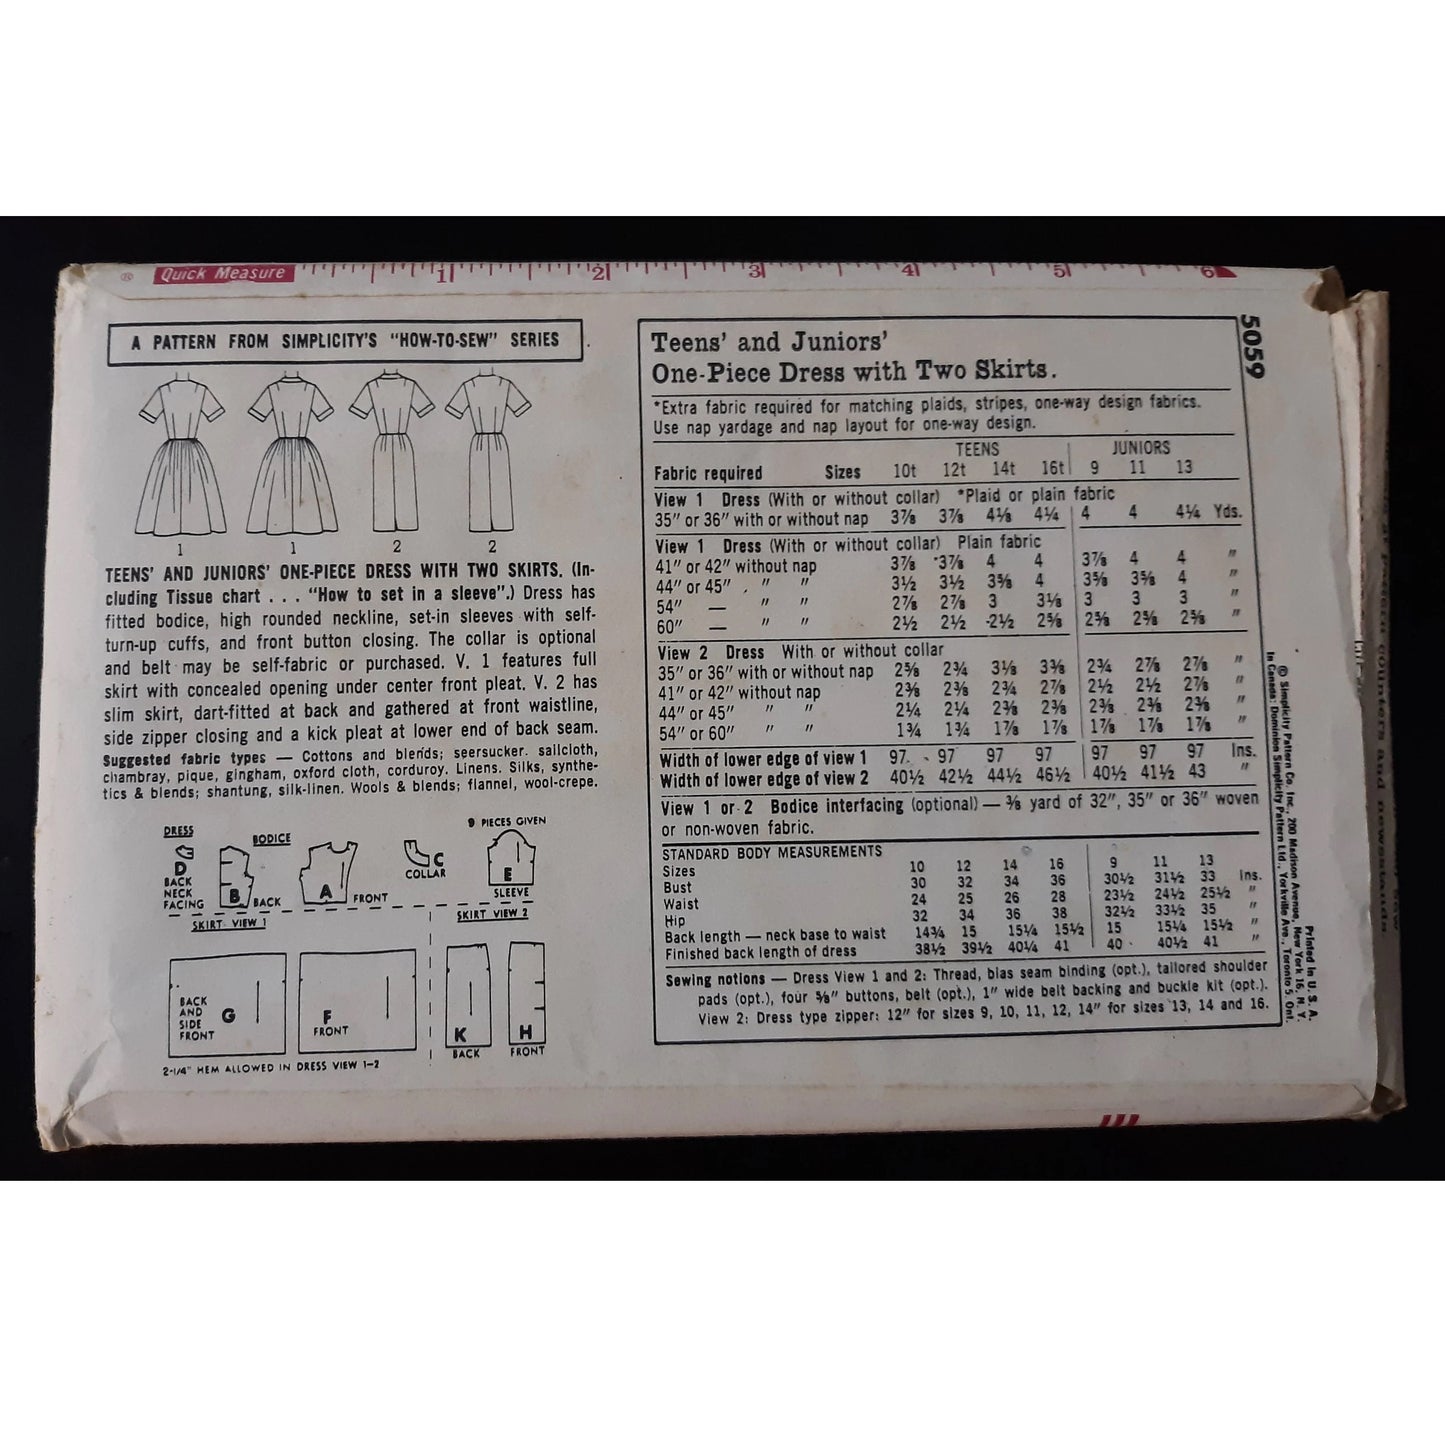 ® Quick Measure 1 2 3 4 5 6
A PATTERN FROM SIMPLICITY'S "HOW-TO-SEW" SERIES
1 1 2 2
TEENS' AND JUNIORS' ONE-PIECE DRESS WITH TWO SKIRTS. (In-
cluding Tissue chart . . . "How to set in a sleeve".) Dress has
fitted bodice, high rounded neckline, set-in sleeves with self-
turn-up cuffs, and front button closing. The collar is optional
and belt may be self-fabric or purchased. V. 1 features full
skirt with concealed opening under center front pleat. V. 2 has
slim skirt, dart-fitted at back and gathered at front waistline,
side zipper closing and a kick pleat at lower end of back seam.
Suggested fabric types — Cottons and blends; seersucker. sailcloth,
chambray, pique, gingham, oxford cloth, corduroy. Linens. Silks, synthe-
tics & blends; shantung, silk-linen. Wools & blends; flannel, wool-crepe.
9 PIECES GIVEN
DRESS
BODICE
D
BACK
NECK
FACING
B
BACK
A
FRONT
C
COLLAR
E
SLEEVE
SKIRT VIEW 1
SKIRT VIEW 2
BACK
AND
SIDE
FRONT
G
F
FRONT
K
BACK
H
FRONT
2-1/4" HEM ALLOWED IN DRESS VIEW 1-2
5059
Teens' and Juniors'
One-Piece Dress with Two Skirts.
*Extra fabric required for matching plaids, stripes, one-way design fabrics.
Use nap yardage and nap layout for one-way design.
TEENS JUNIORS
Fabric required Sizes 10t 12t 14t 16t 9 11 13
View 1 Dress (With or without collar) *Plaid or plain fabric
35" or 36" with or without nap 3⅞ 3⅞ 4⅛ 4¼ 4 4 4¼ Yds.
View 1 Dress (With or without collar) Plain fabric
41" or 42" without nap 3⅞ 3⅞ 4 4 3⅞ 4 4 "
44" or 45" " " 3½ 3½ 3⅝ 4 3⅝ 3⅝ 4 "
54" — " " 2⅞ 2⅞ 3 3⅛ 3 3 3 "
60" — " " 2½ 2½ 2½ 2⅝ 2⅝ 2⅝ 2⅝ "
View 2 Dress With or without collar
35" or 36" with or without nap 2⅝ 2¾ 3⅛ 3⅜ 2¾ 2⅞ 2⅞ "
41" or 42" without nap 2⅜ 2⅜ 2¾ 2⅞ 2½ 2½ 2⅞ "
44" or 45" " " 2¼ 2¼ 2⅜ 2⅜ 2⅜ 2⅜ 2⅜ "
54" or 60" " " 1¾ 1¾ 1⅞ 1⅞ 1⅞ 1⅞ 1⅞ "
Width of lower edge of view 1 97 97 97 97 97 97 97 Ins.
Width of lower edge of view 2 40½ 42½ 44½ 46½ 40½ 41½ 43 "
View 1 or 2 Bodice interfacing (optional) — ⅜ yard of 32", 35" or 36" woven
or non-woven fabric.
STANDARD BODY MEASUREMENTS
Sizes 10 12 14 16 9 11 13
Bust 30 32 34 36 30½ 31½ 33 Ins.
Waist 24 25 26 28 23½ 24½ 25½ "
Hip 32 34 36 38 32½ 33½ 35 "
Back length — neck base to waist 14¾ 15 15¼ 15½ 15 15¼ 15½ "
Finished back length of dress 38½ 39½ 40¼ 41 40 40½ 41 "
Sewing notions — Dress View 1 and 2: Thread, bias seam binding (opt.), tailored shoulder
pads (opt.), four ⅝" buttons, belt (opt.), 1" wide belt backing and buckle kit (opt.).
View 2: Dress type zipper: 12" for sizes 9, 10, 11, 12, 14" for sizes 13, 14 and 16.
© Simplicity Pattern Co. Inc., 200 Madison Avenue, New York 16, N. Y.
In Canada: Dominion Simplicity Pattern Ltd., Yorkville Ave., Toronto 5, Ont.
Printed in U. S. A.
at pattern counters and newsstands